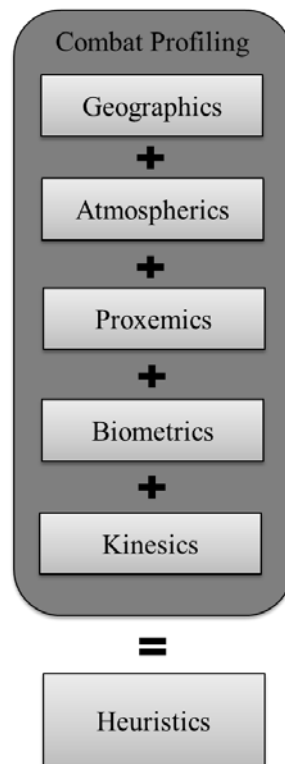 Combat Profiling
Geographics
+
Atmospherics
+
Proxemics
+
Biometrics
+
Kinesics
=
Heuristics